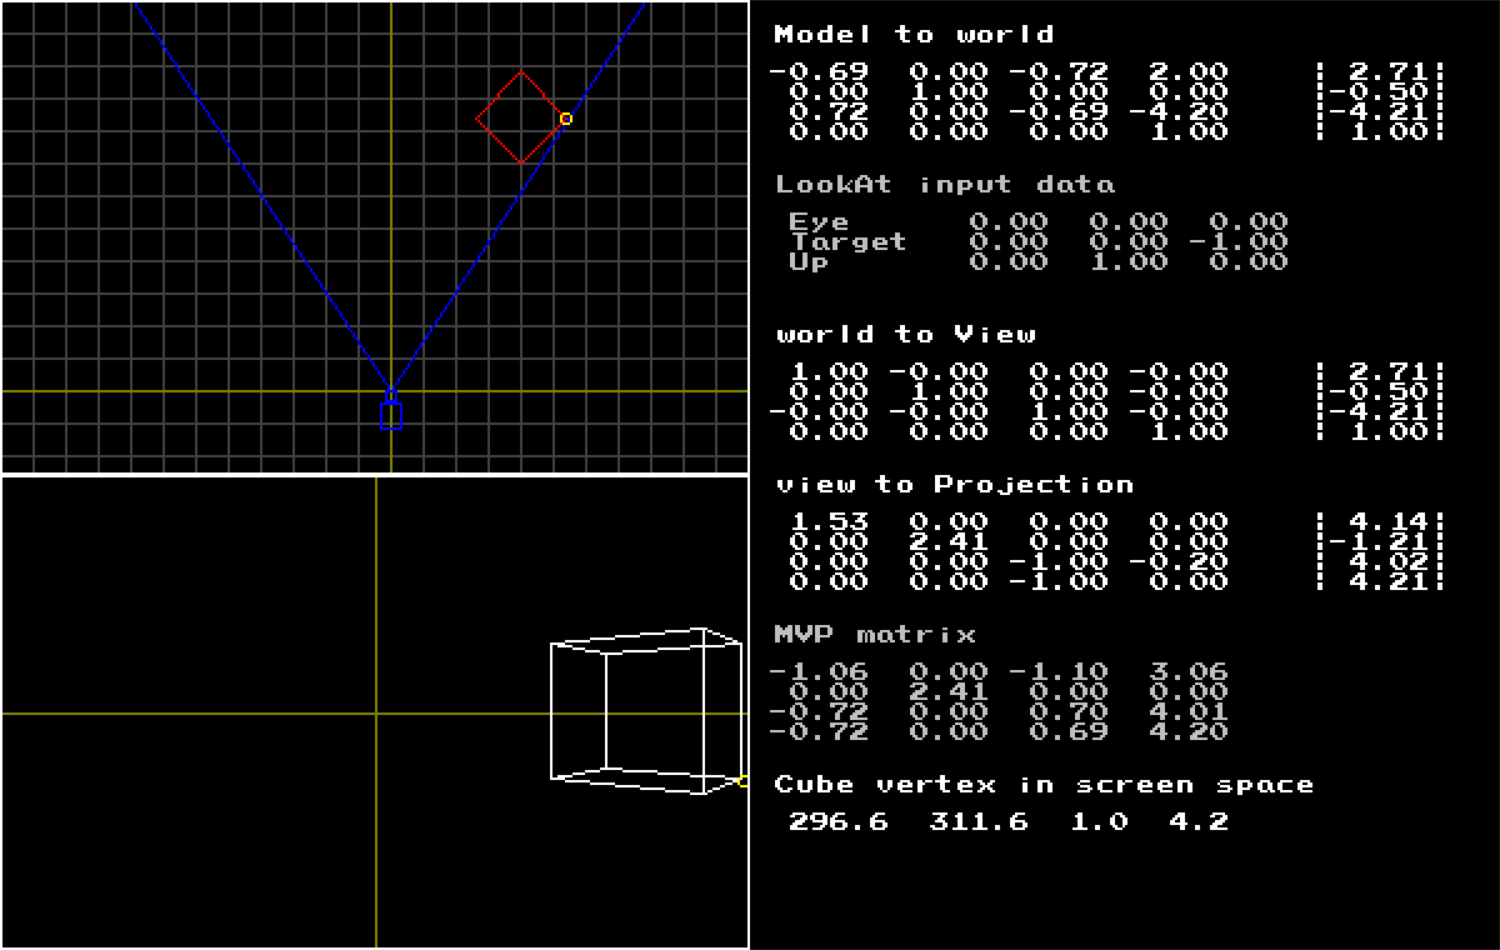 Model to world
-0.69 0.00 -0.72 2.00 | 2.71|
0.00 1.00 0.00 0.00 |-0.50|
0.72 0.00 -0.69 -4.20 |-4.21|
0.00 0.00 0.00 1.00 | 1.00|
LookAt input data
Eye 0.00 0.00 0.00
Target 0.00 0.00 -1.00
Up 0.00 1.00 0.00
world to View
1.00 -0.00 0.00 -0.00 | 2.71|
0.00 1.00 0.00 -0.00 |-0.50|
-0.00 -0.00 1.00 -0.00 |-4.21|
0.00 0.00 0.00 1.00 | 1.00|
view to Projection
1.53 0.00 0.00 0.00 | 4.14|
0.00 2.41 0.00 0.00 |-1.21|
0.00 0.00 -1.00 -0.20 | 4.02|
0.00 0.00 -1.00 0.00 | 4.21|
MVP matrix
-1.06 0.00 -1.10 3.06
0.00 2.41 0.00 0.00
-0.72 0.00 0.70 4.01
-0.72 0.00 0.69 4.20
Cube vertex in screen space
296.6 311.6 1.0 4.2